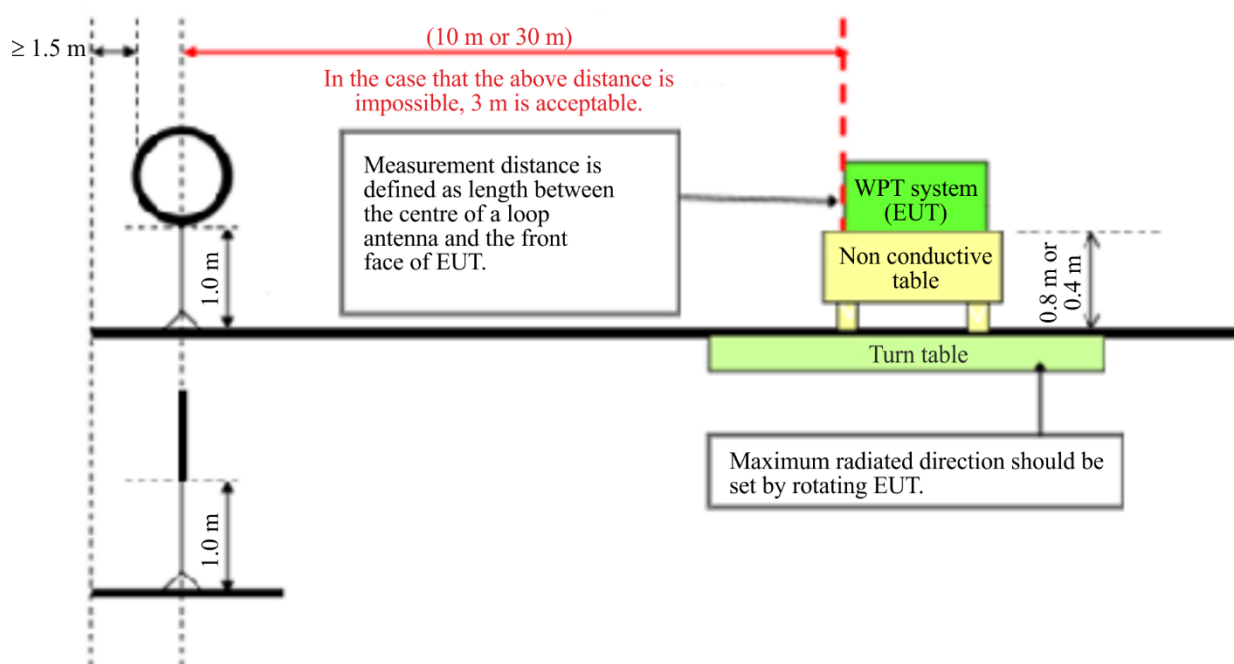 ≥ 1.5 m
(10 m or 30 m)
In the case that the above distance is
impossible, 3 m is acceptable.
Measurement distance is
defined as length between
the centre of a loop
antenna and the front
face of EUT.
WPT system
(EUT)
Non conductive
table
1.0 m
0.8 m or
0.4 m
Turn table
Maximum radiated direction should be
set by rotating EUT.
1.0 m